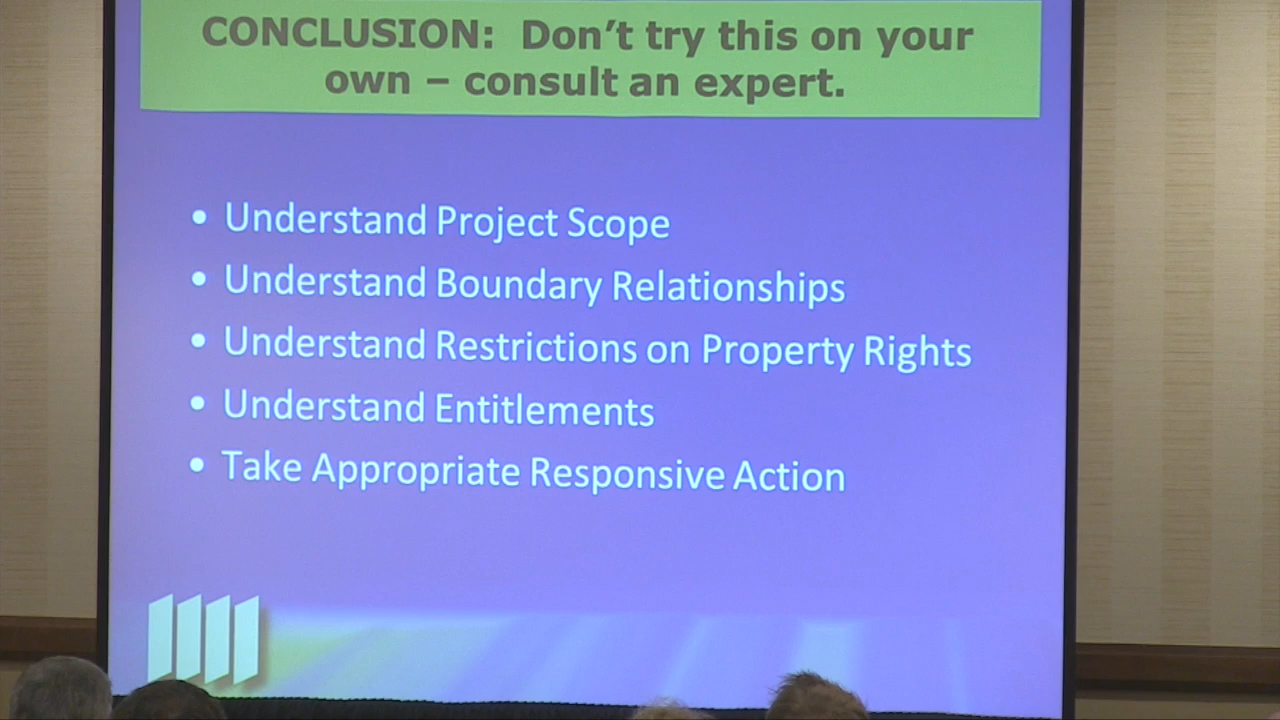 CONCLUSION: Don't try this on your
own – consult an expert.
• Understand Project Scope
• Understand Boundary Relationships
• Understand Restrictions on Property Rights
• Understand Entitlements
• Take Appropriate Responsive Action